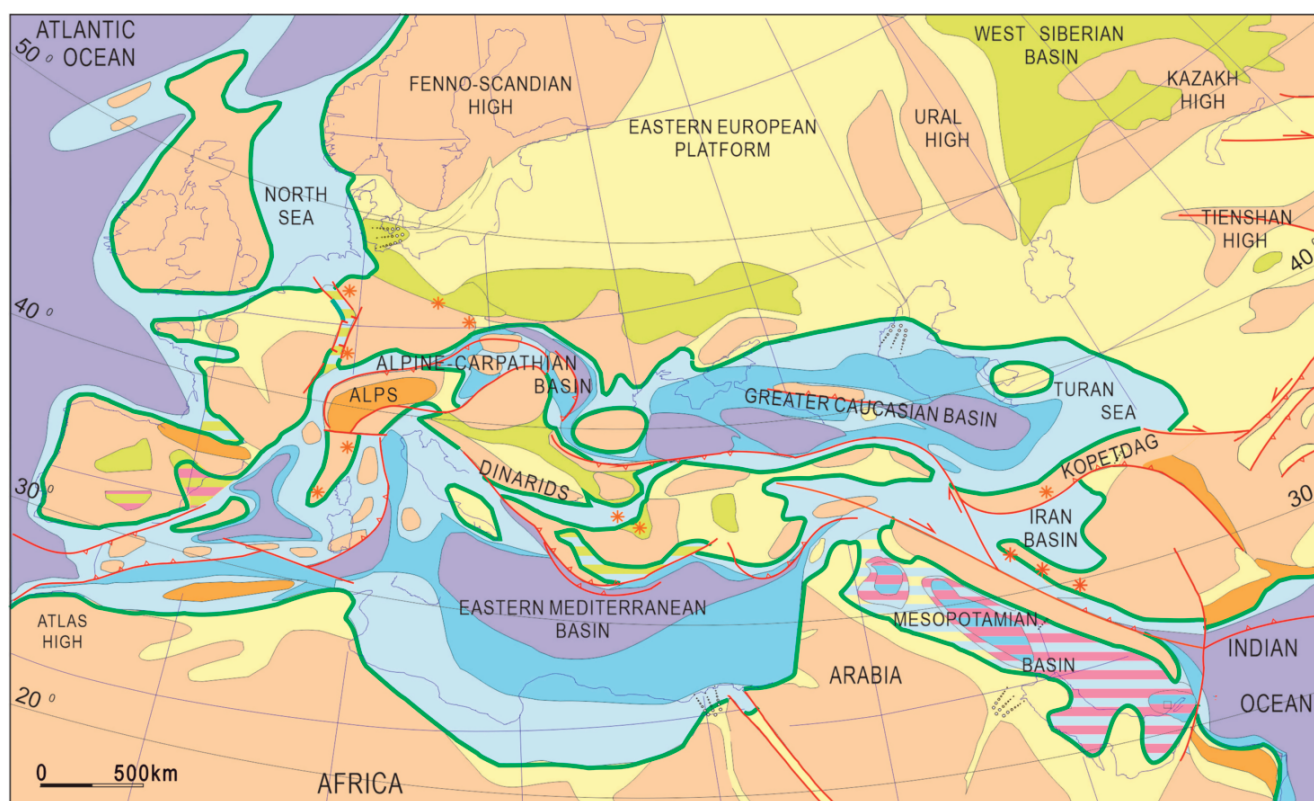 ATLANTIC
OCEAN
50°
FENNO-SCANDIAN
HIGH
WEST SIBERIAN
BASIN
KAZAKH
HIGH
URAL
HIGH
EASTERN EUROPEAN
PLATFORM
NORTH
SEA
TIENSHAN
HIGH
40°
40
ALPINE-CARPATHIAN
BASIN
ALPS
GREATER CAUCASIAN BASIN
TURAN
SEA
KOPETDAG
DINARIDS
30°
30
IRAN
BASIN
EASTERN MEDITERRANEAN
BASIN
MESOPOTAMIAN
BASIN
ATLAS
HIGH
ARABIA
INDIAN
OCEAN
20°
0 500km
AFRICA